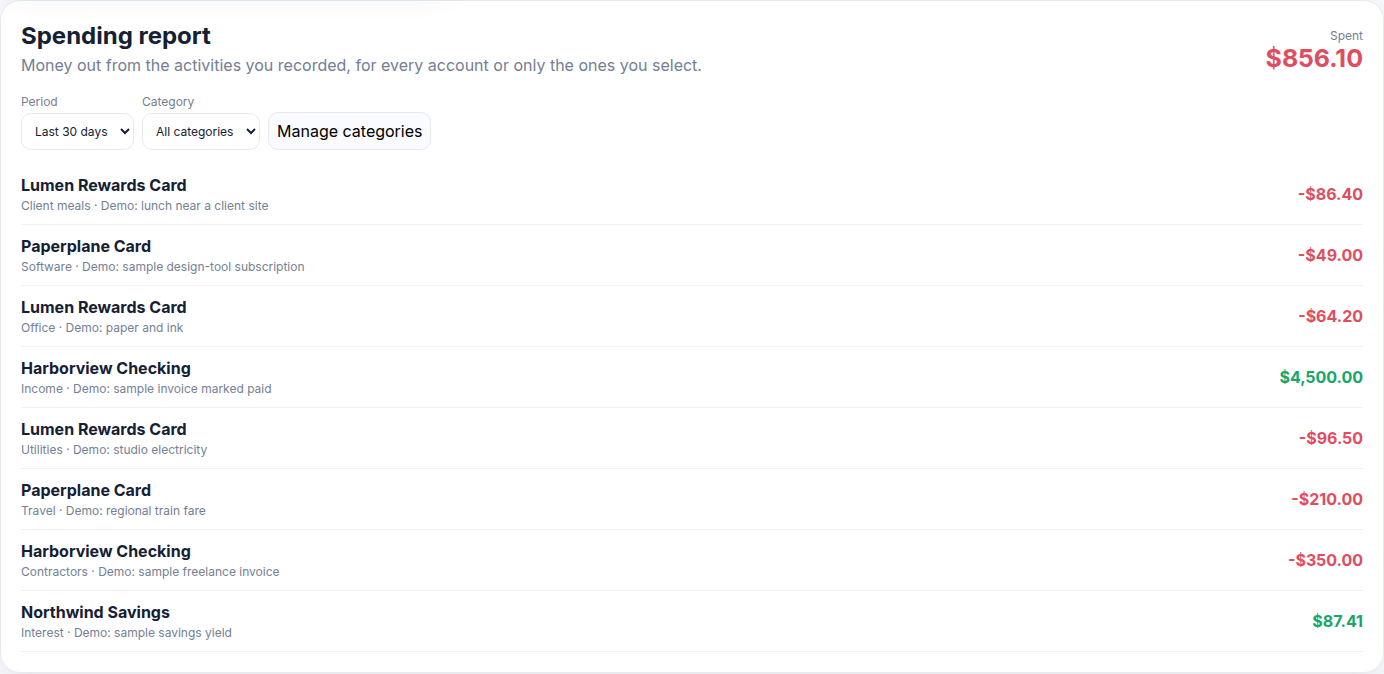 Spending report
Money out from the activities you recorded, for every account or only the ones you select.
Spent
$856.10
Period
Category
Last 30 days
All categories
Manage categories
Lumen Rewards Card
Client meals · Demo: lunch near a client site
-$86.40
Paperplane Card
Software · Demo: sample design-tool subscription
-$49.00
Lumen Rewards Card
Office · Demo: paper and ink
-$64.20
Harborview Checking
Income · Demo: sample invoice marked paid
$4,500.00
Lumen Rewards Card
Utilities · Demo: studio electricity
-$96.50
Paperplane Card
Travel · Demo: regional train fare
-$210.00
Harborview Checking
Contractors · Demo: sample freelance invoice
-$350.00
Northwind Savings
Interest · Demo: sample savings yield
$87.41